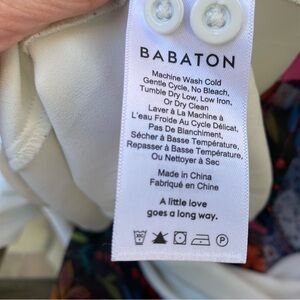 BABATON
Machine Wash Cold
Gentle Cycle, No Bleach,
Tumble Dry Low, Low Iron,
Or Dry Clean
Laver À La Machine À
L'eau Froide Au Cycle Délicat,
Pas De Blanchiment,
Sécher à Basse Température,
Repasser à Basse Température,
Ou Nettoyer à Sec
Made in China
Fabriqué en Chine
A little love
goes a long way.